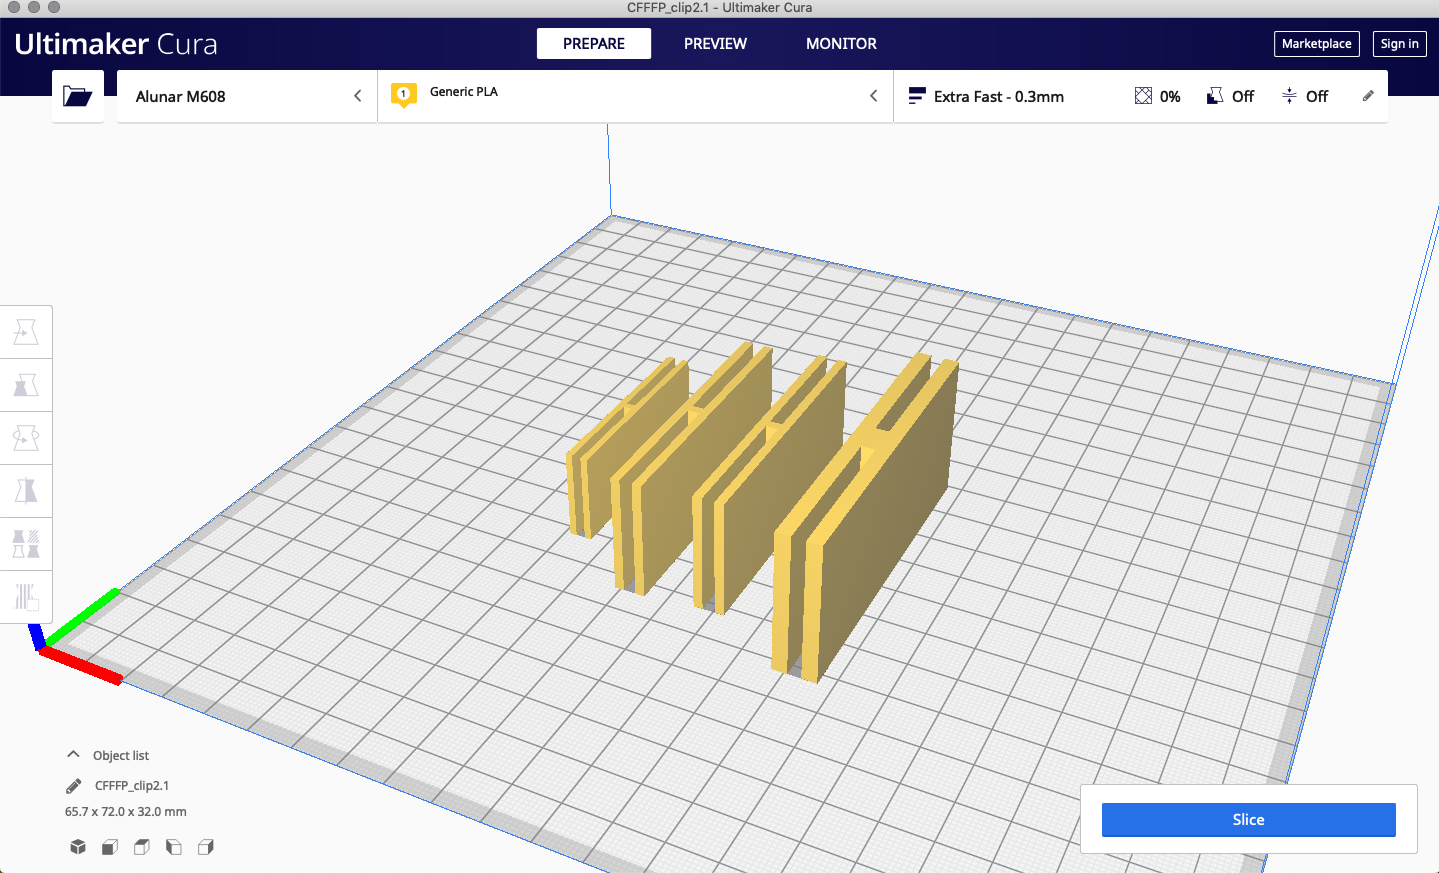 CFFFP_clip2.1 - Ultimaker Cura
Ultimaker Cura
PREPARE
PREVIEW
MONITOR
Marketplace
Sign in
Alunar M608
1
Generic PLA
Extra Fast - 0.3mm
0%
Off
Off
Object list
CFFFP_clip2.1
65.7 x 72.0 x 32.0 mm
Slice